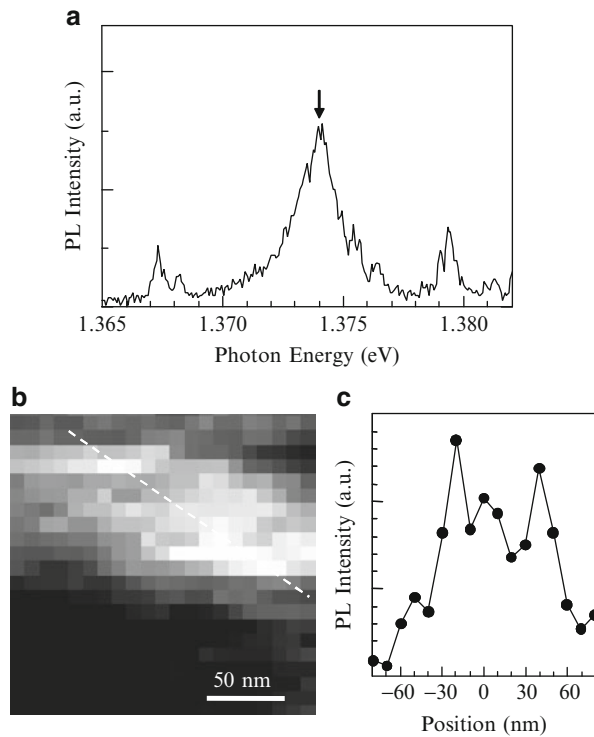 a
PL Intensity (a.u.)
1.365 1.370 1.375 1.380
Photon Energy (eV)
b
50 nm
c
PL Intensity (a.u.)
−60 −30 0 30 60
Position (nm)